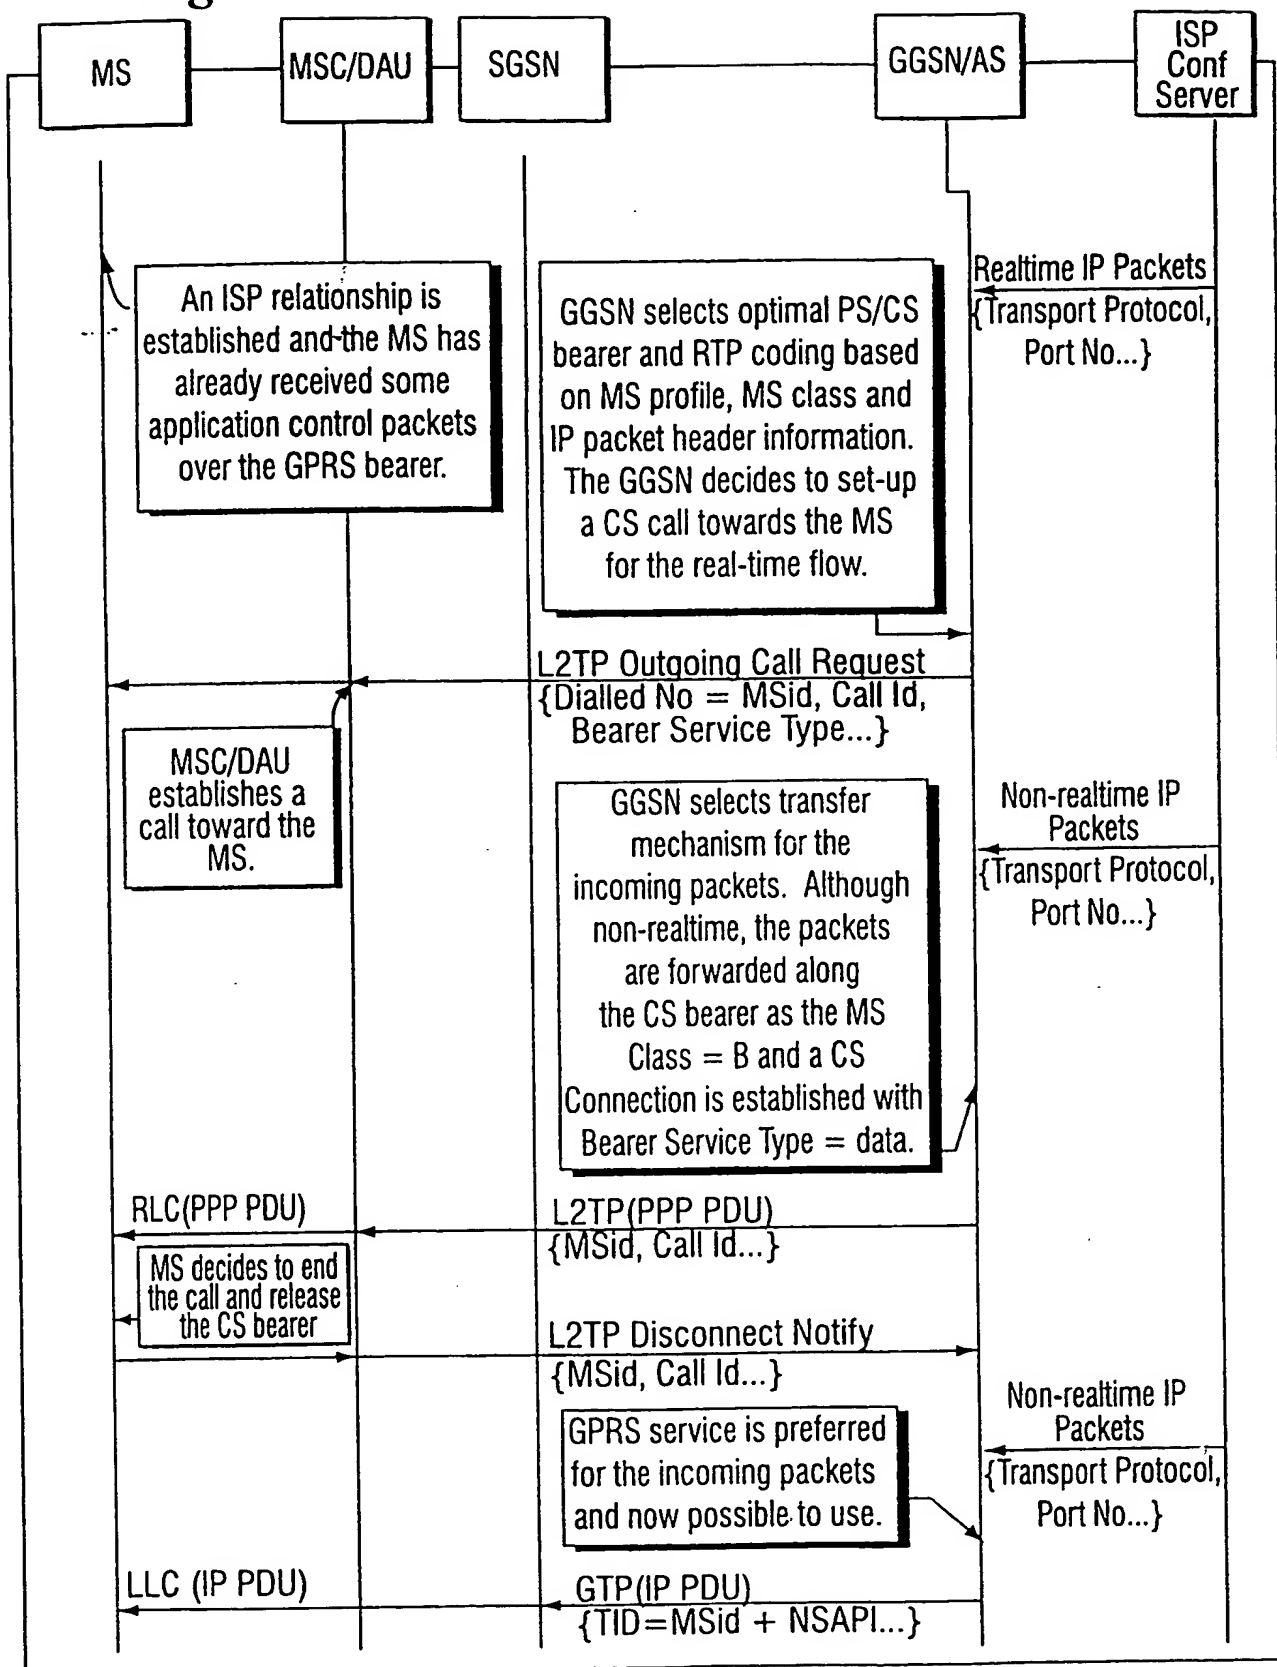 MS
MSC/DAU
SGSN
GGSN/AS
ISP
Conf
Server
An ISP relationship is
established and the MS has
already received some
application control packets
over the GPRS bearer.
GGSN selects optimal PS/CS
bearer and RTP coding based
on MS profile, MS class and
IP packet header information.
The GGSN decides to set-up
a CS call towards the MS
for the real-time flow.
Realtime IP Packets
{Transport Protocol,
Port No...}
L2TP Outgoing Call Request
{Dialled No = MSid, Call Id,
Bearer Service Type...}
MSC/DAU
establishes a
call toward the
MS.
GGSN selects transfer
mechanism for the
incoming packets. Although
non-realtime, the packets
are forwarded along
the CS bearer as the MS
Class = B and a CS
Connection is established with
Bearer Service Type = data.
Non-realtime IP
Packets
{Transport Protocol,
Port No...}
RLC(PPP PDU)
L2TP(PPP PDU)
{MSid, Call Id...}
MS decides to end
the call and release
the CS bearer
L2TP Disconnect Notify
{MSid, Call Id...}
GPRS service is preferred
for the incoming packets
and now possible to use.
Non-realtime IP
Packets
{Transport Protocol,
Port No...}
LLC (IP PDU)
GTP(IP PDU)
{TID=MSid + NSAPI...}